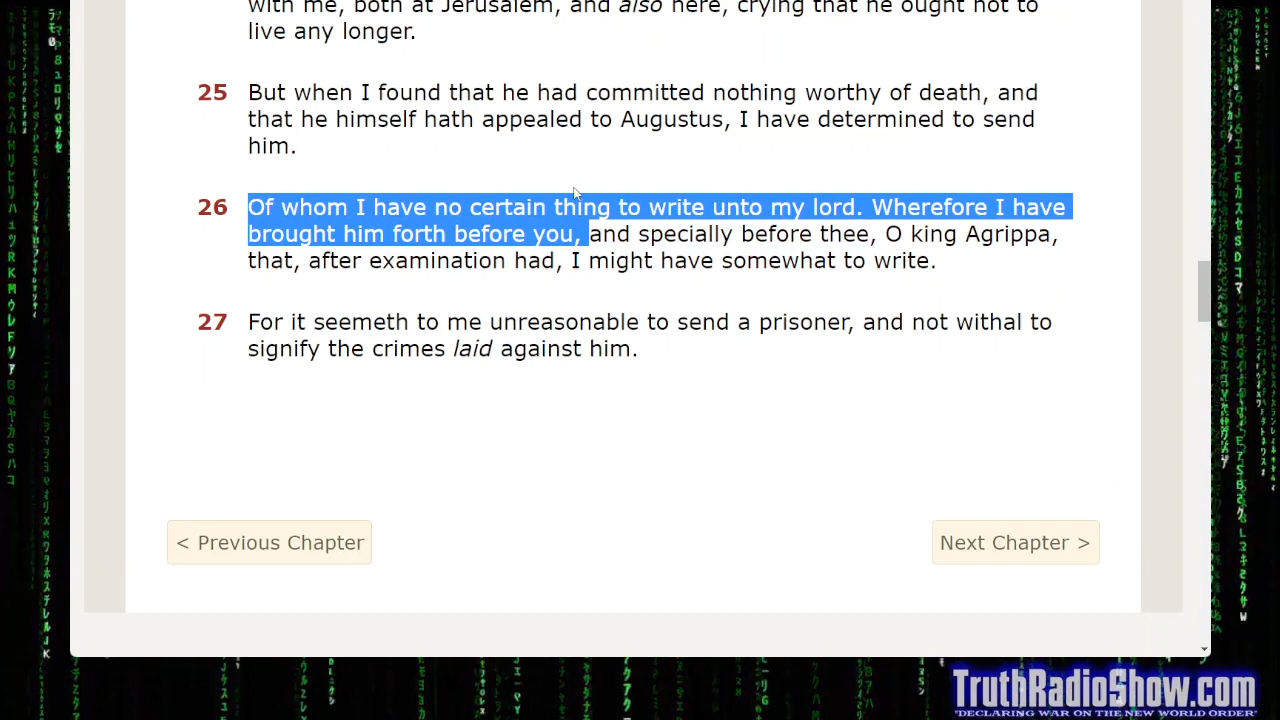 with me, both at Jerusalem, and also here, crying that he ought not to
live any longer.
25 But when I found that he had committed nothing worthy of death, and
that he himself hath appealed to Augustus, I have determined to send
him.
26 Of whom I have no certain thing to write unto my lord. Wherefore I have
brought him forth before you, and specially before thee, O king Agrippa,
that, after examination had, I might have somewhat to write.
27 For it seemeth to me unreasonable to send a prisoner, and not withal to
signify the crimes laid against him.
< Previous Chapter
Next Chapter >
TruthRadioShow.com
"DECLARING WAR ON THE NEW WORLD ORDER"